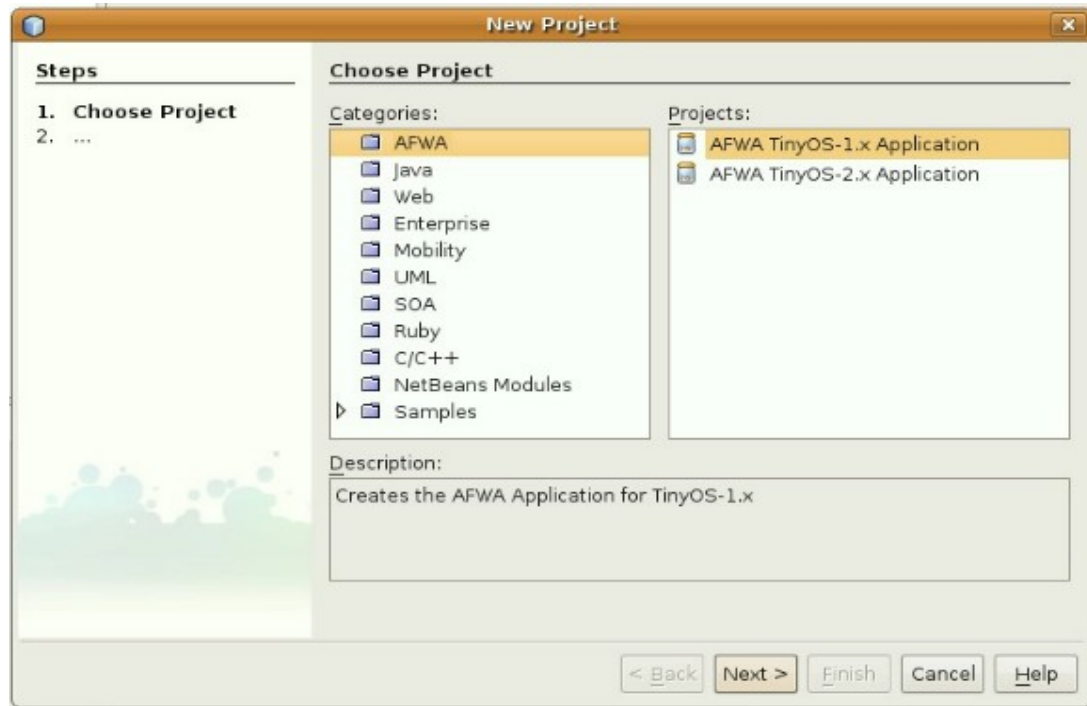 New Project
Steps
1. Choose Project
2. ...
Choose Project
Categories:
AFWA
Java
Web
Enterprise
Mobility
UML
SOA
Ruby
C/C++
NetBeans Modules
Samples
Projects:
AFWA TinyOS-1.x Application
AFWA TinyOS-2.x Application
Description:
Creates the AFWA Application for TinyOS-1.x
< Back
Next >
Finish
Cancel
Help